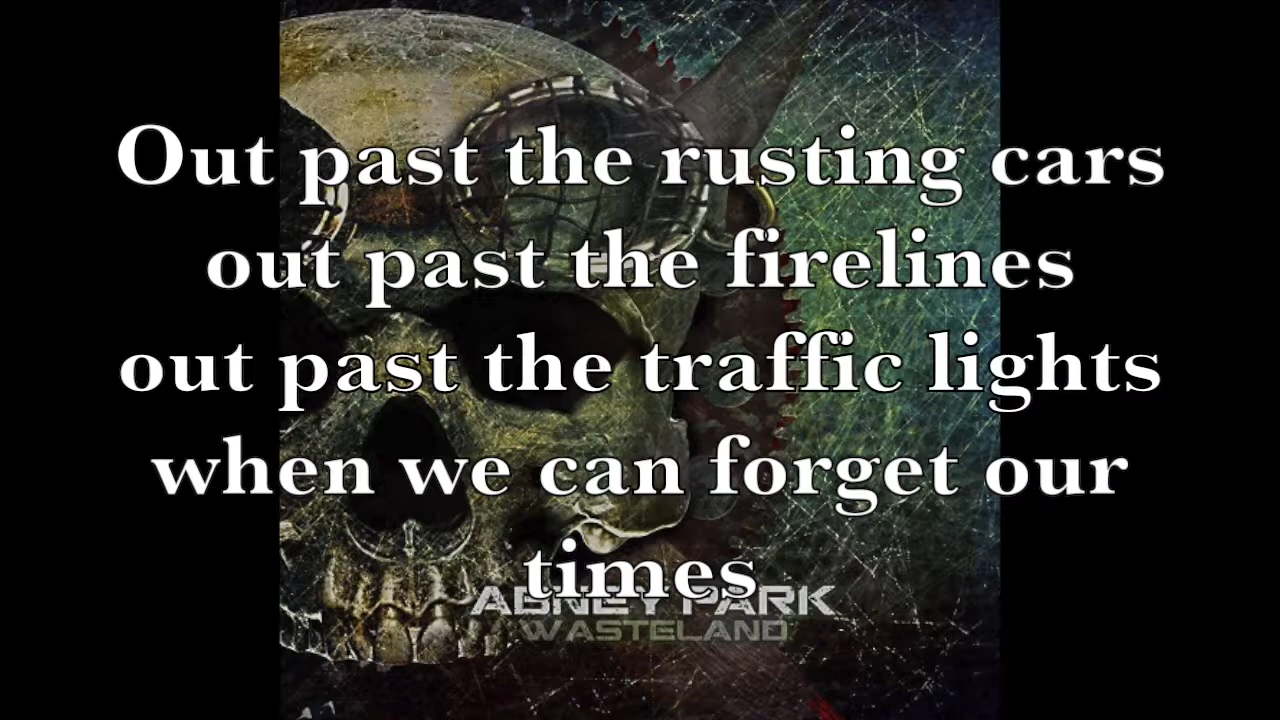 Out past the rusting cars
out past the firelines
out past the traffic lights
when we can forget our
times
ABNEY PARK
WASTELAND